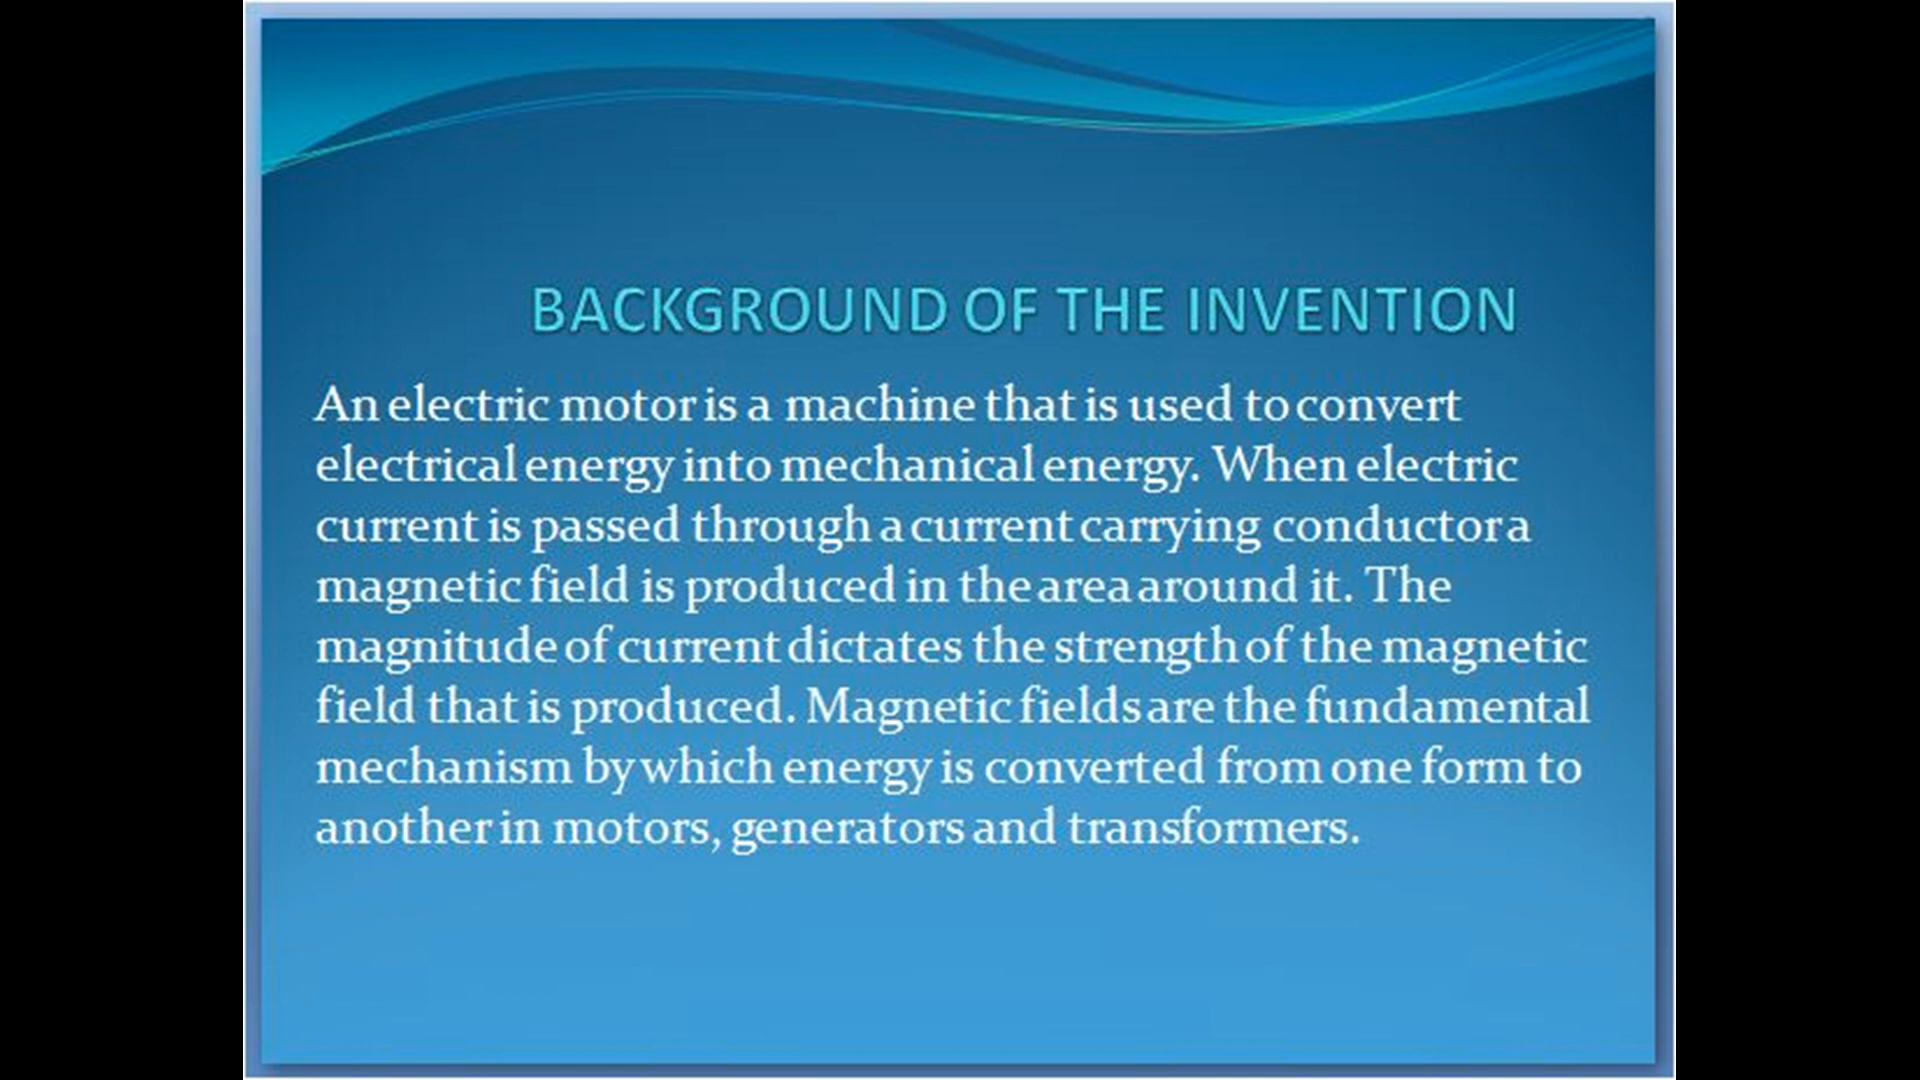 BACKGROUND OF THE INVENTION
An electric motor is a machine that is used to convert
electrical energy into mechanical energy. When electric
current is passed through a current carrying conductor a
magnetic field is produced in the area around it. The
magnitude of current dictates the strength of the magnetic
field that is produced. Magnetic fields are the fundamental
mechanism by which energy is converted from one form to
another in motors, generators and transformers.